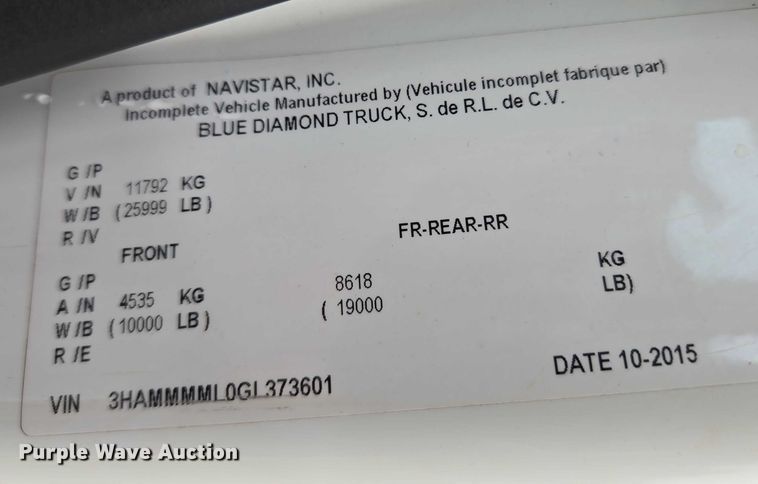 A product of NAVISTAR, INC.
Incomplete Vehicle Manufactured by (Vehicule incomplet fabrique par)
BLUE DIAMOND TRUCK, S. de R.L. de C.V.
G /P
V /N 11792 KG
W /B (25999 LB)
R /V
FRONT FR-REAR-RR
G /P
A /N 4535 KG 8618 KG
W /B (10000 LB) ( 19000 LB)
R /E
VIN 3HAMMMML0GL373601 DATE 10-2015
Purple Wave Auction